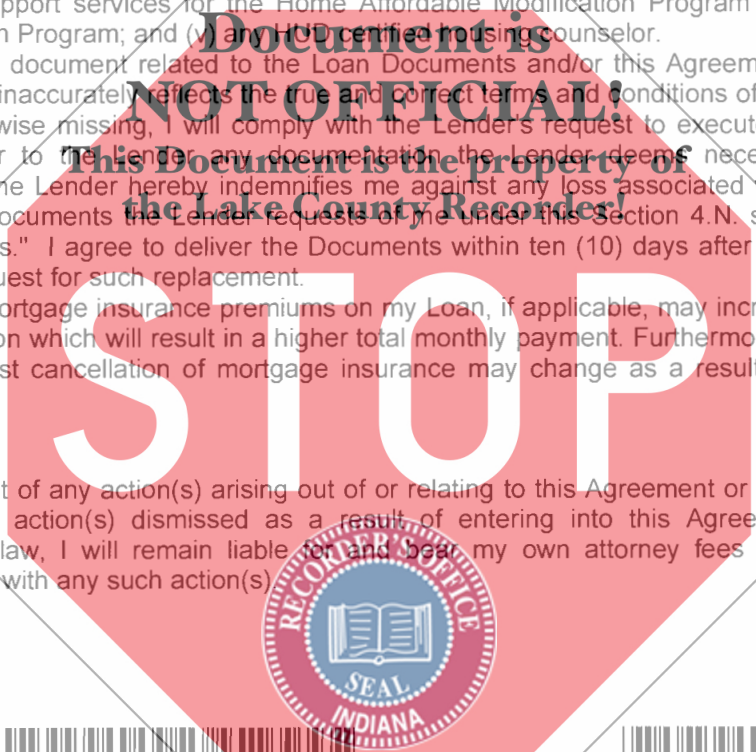 pport services for the Home Affordable Modification Program
n Program; and (v) any HUD certified housing counselor.
Document is
document related to the Loan Documents and/or this Agreem
inaccurately reflects the true and correct terms and conditions of
NOT OFFICIAL!
wise missing, I will comply with the Lender's request to execut
r to the Lender any documentation the Lender deems nece
This Document is the property of
ne Lender hereby indemnifies me against any loss associated
the Lake County Recorder!
ocuments the Lender requests of me under this Section 4.N. s
s." I agree to deliver the Documents within ten (10) days after
uest for such replacement.
ortgage insurance premiums on my Loan, if applicable, may incr
on which will result in a higher total monthly payment. Furthermo
st cancellation of mortgage insurance may change as a result
STOP
t of any action(s) arising out of or relating to this Agreement or
action(s) dismissed as a result of entering into this Agree
law, I will remain liable for and bear my own attorney fees
with any such action(s).
RECORDER'S OFFICE
SEAL
INDIANA